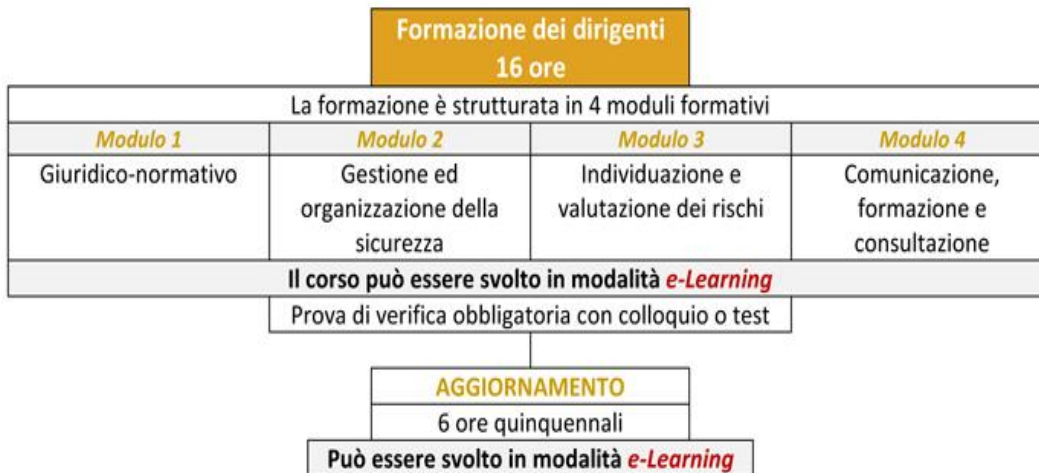 Formazione dei dirigenti
16 ore
La formazione è strutturata in 4 moduli formativi
Modulo 1
Modulo 2
Modulo 3
Modulo 4
Giuridico-normativo
Gestione ed
organizzazione della
sicurezza
Individuazione e
valutazione dei rischi
Comunicazione,
formazione e
consultazione
Il corso può essere svolto in modalità e-Learning
Prova di verifica obbligatoria con colloquio o test
AGGIORNAMENTO
6 ore quinquennali
Può essere svolto in modalità e-Learning